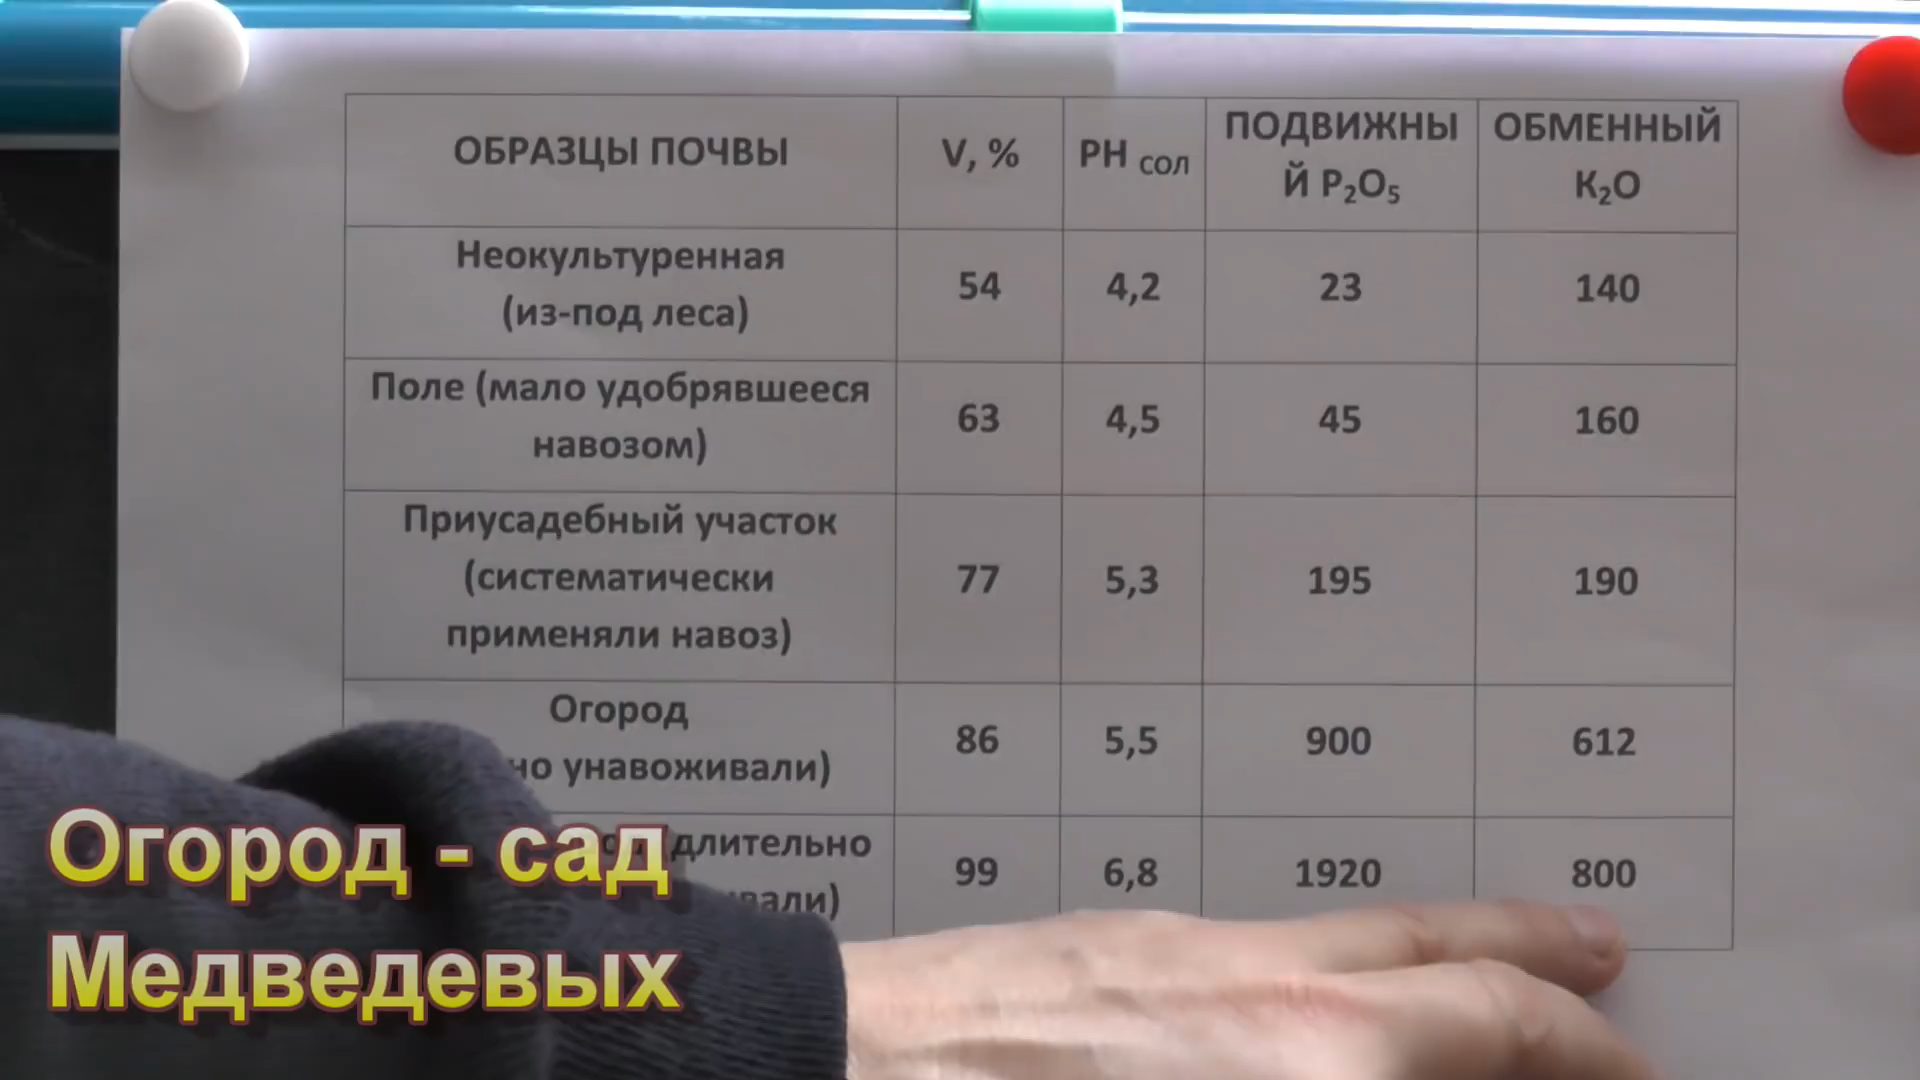 ОБРАЗЦЫ ПОЧВЫ
V, %
PH сол
ПОДВИЖНЫ
Й P₂O₅
ОБМЕННЫЙ
K₂O
Неокультуренная
(из-под леса)
54
4,2
23
140
Поле (мало удобрявшееся
навозом)
63
4,5
45
160
Приусадебный участок
(систематически
применяли навоз)
77
5,3
195
190
Огород
унавоживали)
86
5,5
900
612
длительно
99
6,8
1920
800
Огород - сад
Медведевых